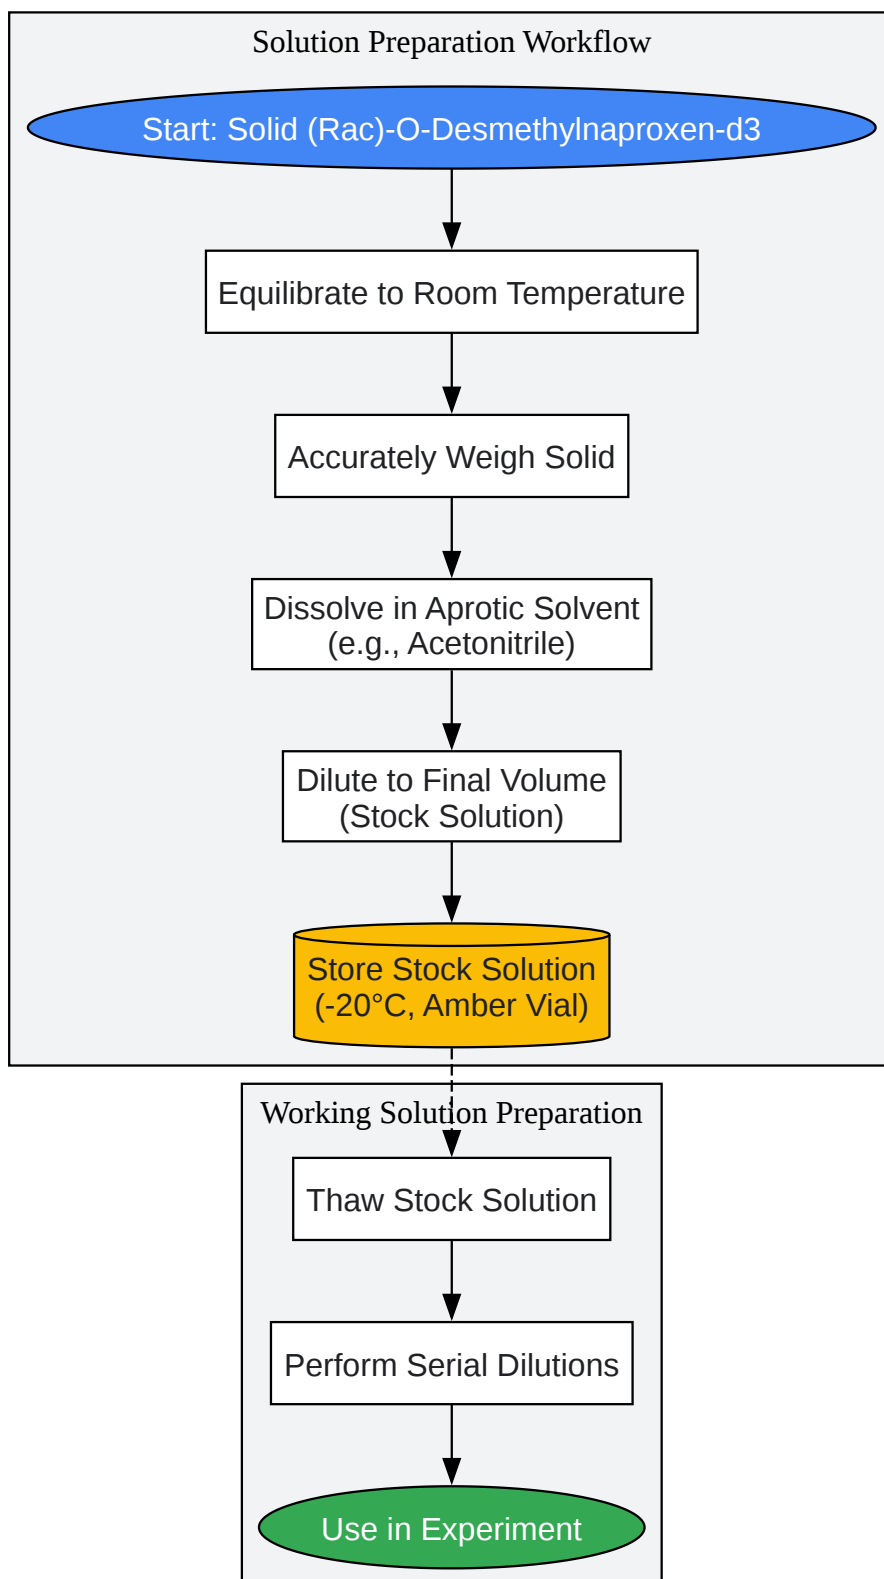 Solution Preparation Workflow
Start: Solid (Rac)-O-Desmethylnaproxen-d3
Equilibrate to Room Temperature
Accurately Weigh Solid
Dissolve in Aprotic Solvent
(e.g., Acetonitrile)
Dilute to Final Volume
(Stock Solution)
Store Stock Solution
(-20°C, Amber Vial)
Working Solution Preparation
Thaw Stock Solution
Perform Serial Dilutions
Use in Experiment